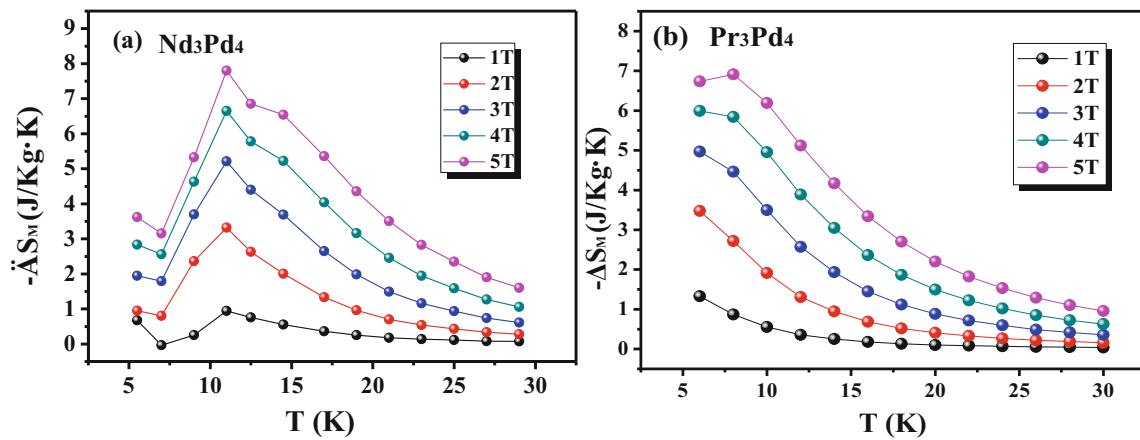 (a) Nd₃Pd₄
1T
2T
3T
4T
5T
-ÄSM (J/Kg·K)
9
8
7
6
5
4
3
2
1
0
5 10 15 20 25 30
T (K)
(b) Pr₃Pd₄
1T
2T
3T
4T
5T
-ΔSM (J/Kg·K)
8
7
6
5
4
3
2
1
0
5 10 15 20 25 30
T (K)